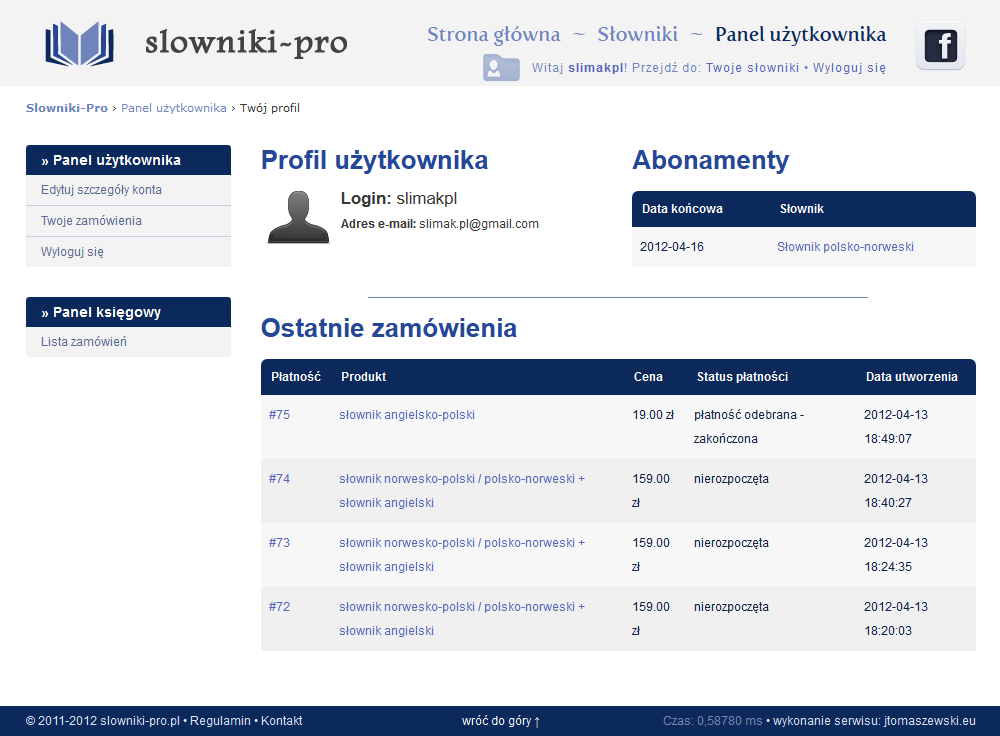 slowniki-pro
Strona główna ~ Słowniki ~ Panel użytkownika
f
Witaj slimakpl! Przejdź do: Twoje słowniki • Wyloguj się
Slowniki-Pro › Panel użytkownika › Twój profil
» Panel użytkownika
Edytuj szczegóły konta
Twoje zamówienia
Wyloguj się
» Panel księgowy
Lista zamówień
Profil użytkownika
Login: slimakpl
Adres e-mail: slimak.pl@gmail.com
Abonamenty
Data końcowa Słownik
2012-04-16 Słownik polsko-norweski
Ostatnie zamówienia
Płatność Produkt Cena Status płatności Data utworzenia
#75 słownik angielsko-polski 19.00 zł płatność odebrana - 2012-04-13
zakończona 18:49:07
#74 słownik norwesko-polski / polsko-norweski + 159.00 nierozpoczęta 2012-04-13
słownik angielski zł 18:40:27
#73 słownik norwesko-polski / polsko-norweski + 159.00 nierozpoczęta 2012-04-13
słownik angielski zł 18:24:35
#72 słownik norwesko-polski / polsko-norweski + 159.00 nierozpoczęta 2012-04-13
słownik angielski zł 18:20:03
© 2011-2012 slowniki-pro.pl • Regulamin • Kontakt wróć do góry ↑ Czas: 0,58780 ms • wykonanie serwisu: jtomaszewski.eu